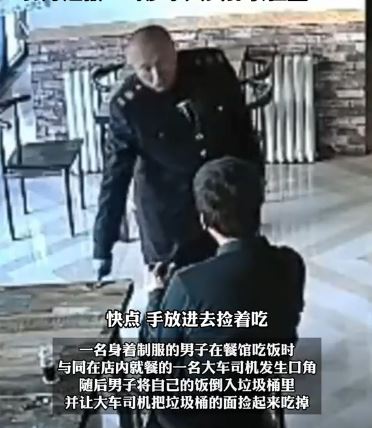 快点 手放进去捡着吃
一名身着制服的男子在餐馆吃饭时
与同在店内就餐的一名大车司机发生口角
随后男子将自己的饭倒入垃圾桶里
并让大车司机把垃圾桶的面捡起来吃掉